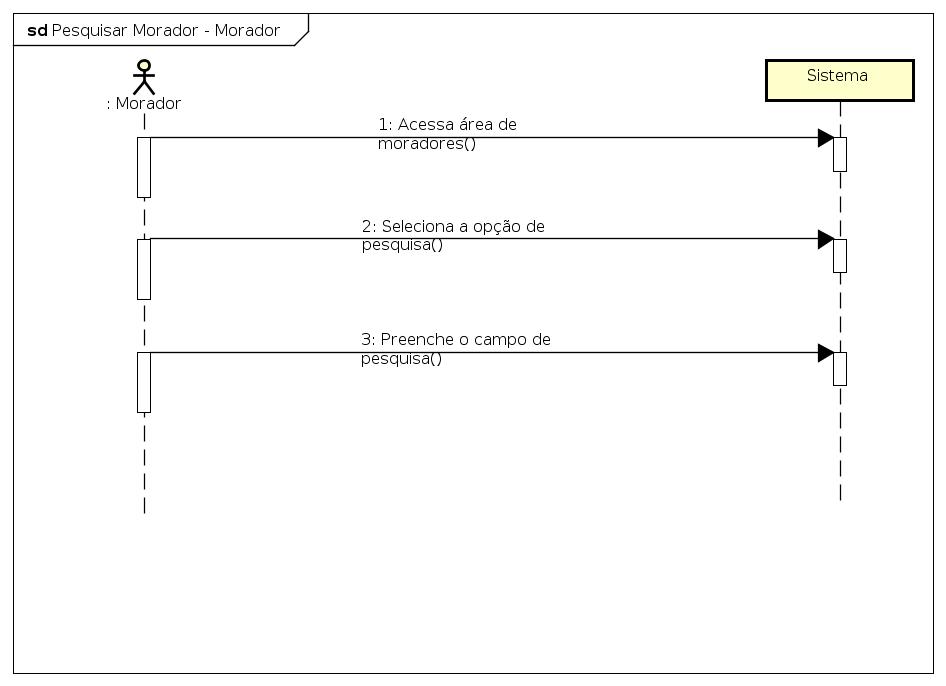 sd Pesquisar Morador - Morador
: Morador
Sistema
1: Acessa área de
moradores()
2: Seleciona a opção de
pesquisa()
3: Preenche o campo de
pesquisa()